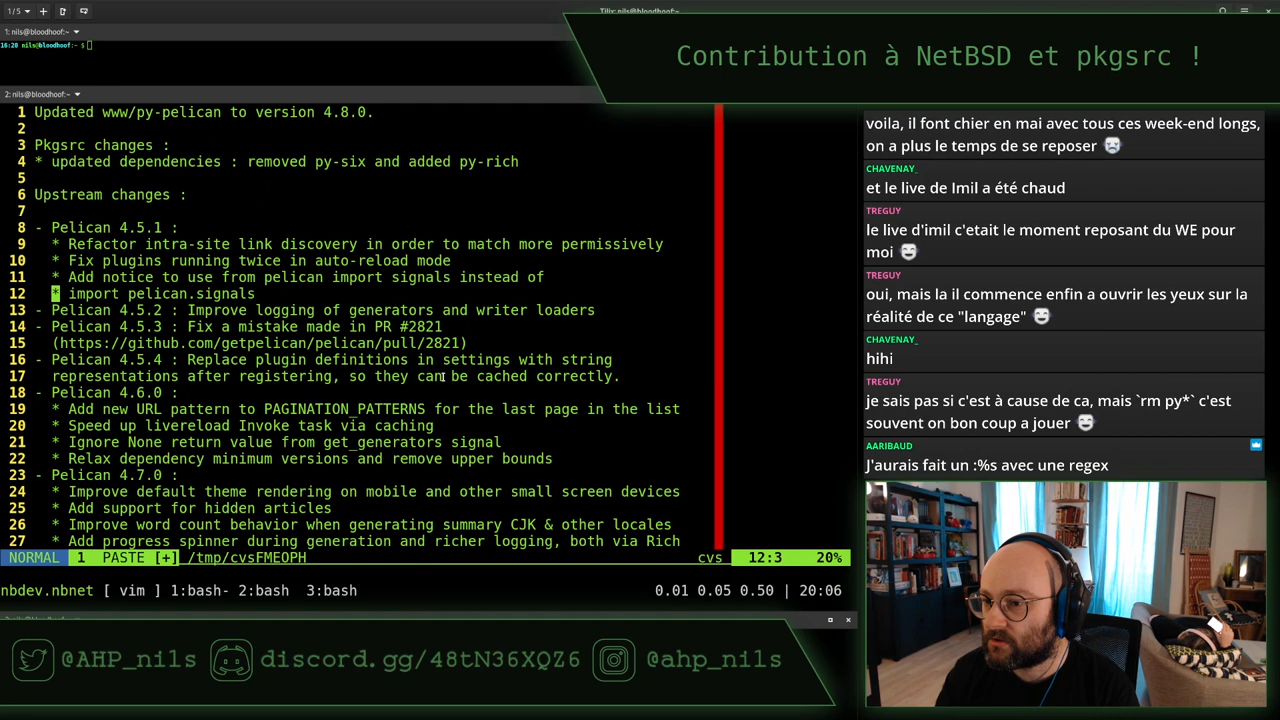 1/5
Tilix: nils@bloodhoof:~
1: nils@bloodhoof:~
16:20 nils@bloodhoof:~ $
2: nils@bloodhoof:~
Contribution à NetBSD et pkgsrc !
1 Updated www/py-pelican to version 4.8.0.
2
3 Pkgsrc changes :
4 * updated dependencies : removed py-six and added py-rich
5
6 Upstream changes :
7
8 - Pelican 4.5.1 :
9 * Refactor intra-site link discovery in order to match more permissively
10 * Fix plugins running twice in auto-reload mode
11 * Add notice to use from pelican import signals instead of
12 * import pelican.signals
13 - Pelican 4.5.2 : Improve logging of generators and writer loaders
14 - Pelican 4.5.3 : Fix a mistake made in PR #2821
15 (https://github.com/getpelican/pelican/pull/2821)
16 - Pelican 4.5.4 : Replace plugin definitions in settings with string
17 representations after registering, so they can be cached correctly.
18 - Pelican 4.6.0 :
19 * Add new URL pattern to PAGINATION_PATTERNS for the last page in the list
20 * Speed up livereload Invoke task via caching
21 * Ignore None return value from get_generators signal
22 * Relax dependency minimum versions and remove upper bounds
23 - Pelican 4.7.0 :
24 * Improve default theme rendering on mobile and other small screen devices
25 * Add support for hidden articles
26 * Improve word count behavior when generating summary CJK & other locales
27 * Add progress spinner during generation and richer logging, both via Rich
NORMAL 1 PASTE [+] /tmp/cvsFMEOPH cvs 12:3 20%
nbdev.nbnet [ vim ] 1:bash- 2:bash 3:bash 0.01 0.05 0.50 | 20:06
voila, il font chier en mai avec tous ces week-end longs,
on a plus le temps de se reposer
CHAVENAY_
et le live de Imil a été chaud
TREGUY
le live d'imil c'etait le moment reposant du WE pour
moi
TREGUY
oui, mais la il commence enfin a ouvrir les yeux sur la
réalité de ce "langage"
CHAVENAY_
hihi
TREGUY
je sais pas si c'est à cause de ca, mais `rm py*` c'est
souvent on bon coup a jouer
AARIBAUD
J'aurais fait un :%s avec une regex
@AHP_nils
discord.gg/48tN36XQZ6
@ahp_nils